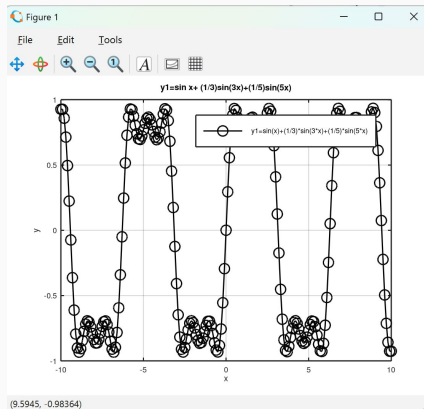 Figure 1
File Edit Tools
A
y1=sin x+ (1/3)sin(3x)+(1/5)sin(5x)
y1=sin(x)+(1/3)*sin(3*x)+(1/5)*sin(5*x)
1
0.5
0
-0.5
-1
y
-10 -5 0 5 10
x
(9.5945, -0.98364)